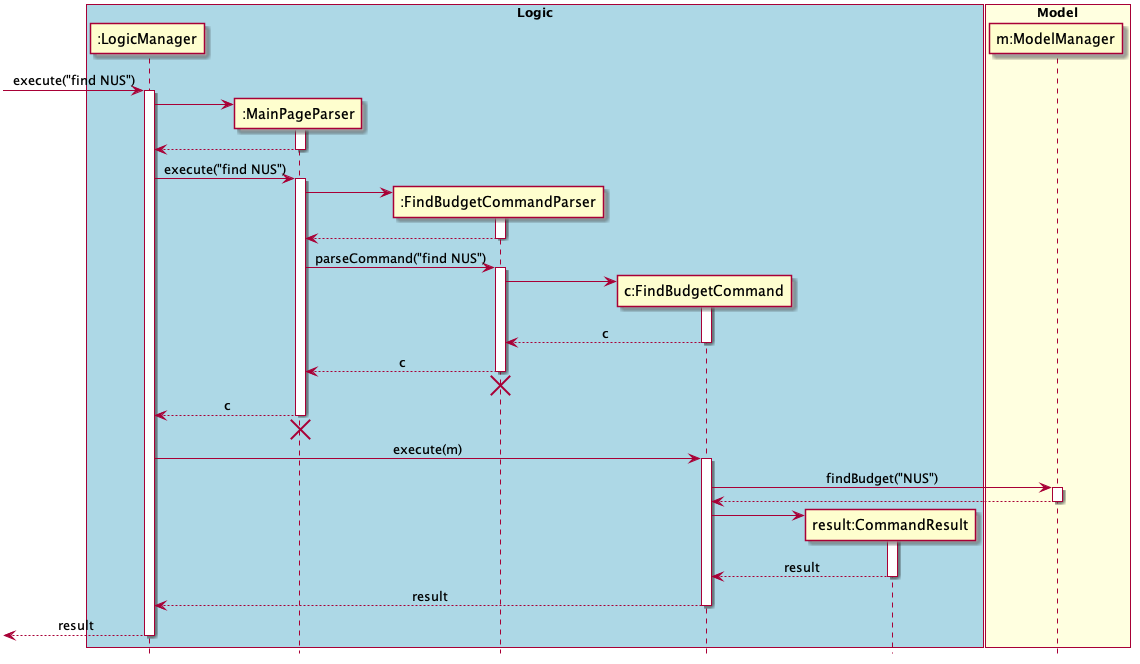 Logic
Model
:LogicManager
m:ModelManager
execute("find NUS")
:MainPageParser
execute("find NUS")
:FindBudgetCommandParser
parseCommand("find NUS")
c:FindBudgetCommand
c
c
c
execute(m)
findBudget("NUS")
result:CommandResult
result
result
result